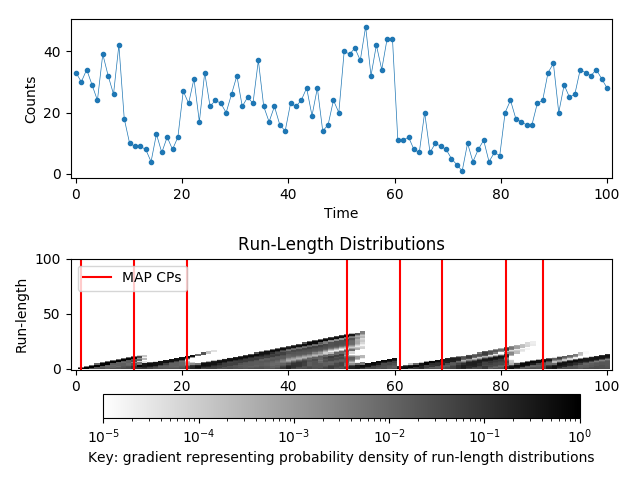 40
20
0
Counts
0 20 40 60 80 100
Time
Run-Length Distributions
100
50
0
Run-length
MAP CPs
0 20 40 60 80 100
10⁻⁵ 10⁻⁴ 10⁻³ 10⁻² 10⁻¹ 10⁰
Key: gradient representing probability density of run-length distributions